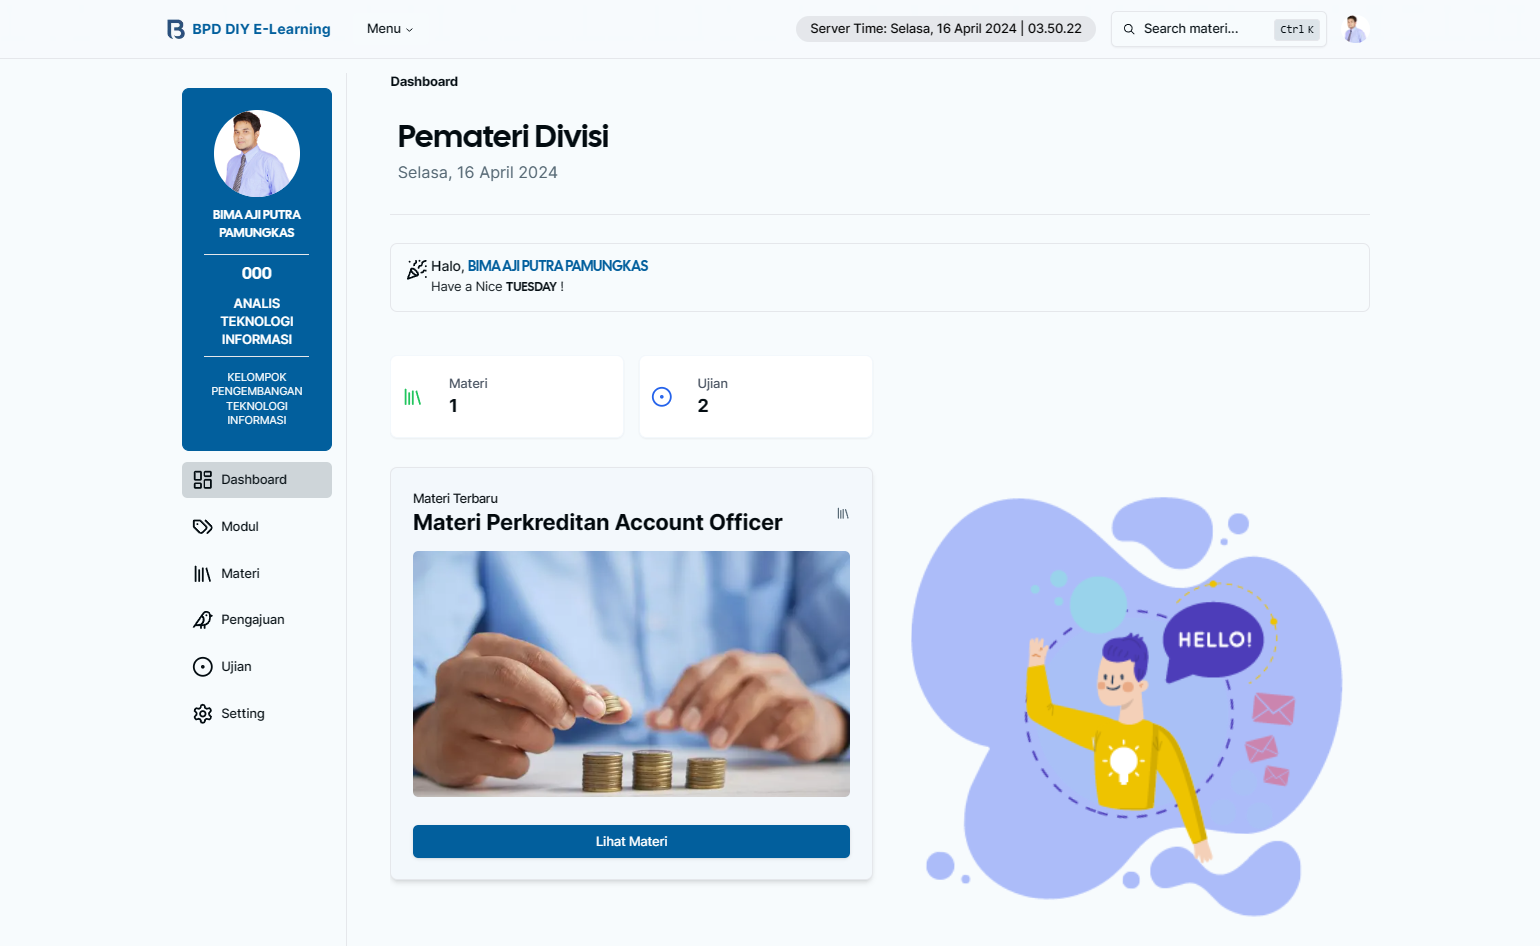 BPD DIY E-Learning
Menu
Server Time: Selasa, 16 April 2024 | 03.50.22
Search materi...
Ctrl K
BIMA AJI PUTRA
PAMUNGKAS
000
ANALIS
TEKNOLOGI
INFORMASI
KELOMPOK
PENGEMBANGAN
TEKNOLOGI
INFORMASI
Dashboard
Modul
Materi
Pengajuan
Ujian
Setting
Dashboard
Pemateri Divisi
Selasa, 16 April 2024
Halo, BIMA AJI PUTRA PAMUNGKAS
Have a Nice TUESDAY !
Materi
1
Ujian
2
Materi Terbaru
Materi Perkreditan Account Officer
Lihat Materi
HELLO!